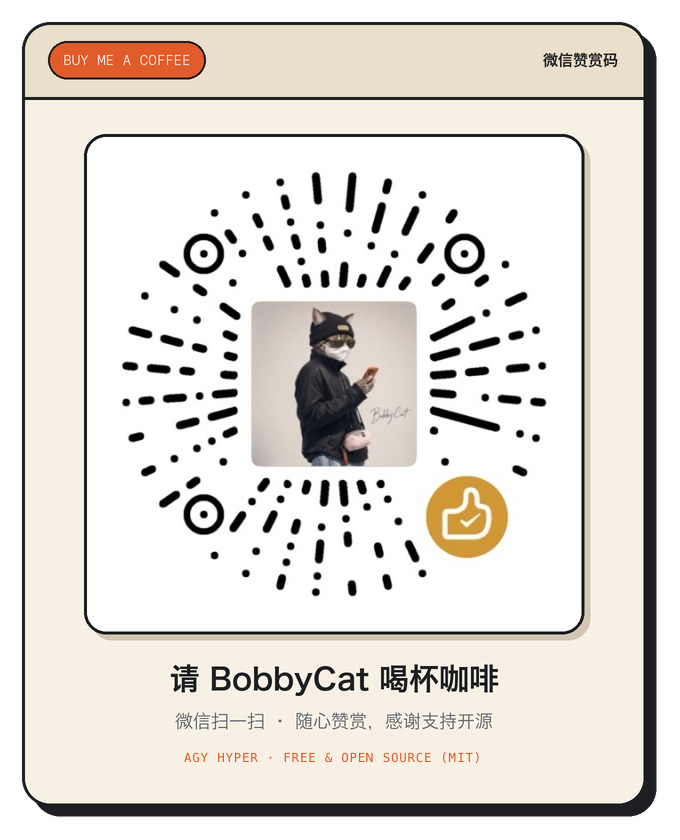 BUY ME A COFFEE
微信赞赏码
BobbyCat
请 BobbyCat 喝杯咖啡
微信扫一扫 · 随心赞赏，感谢支持开源
AGY HYPER · FREE & OPEN SOURCE (MIT)